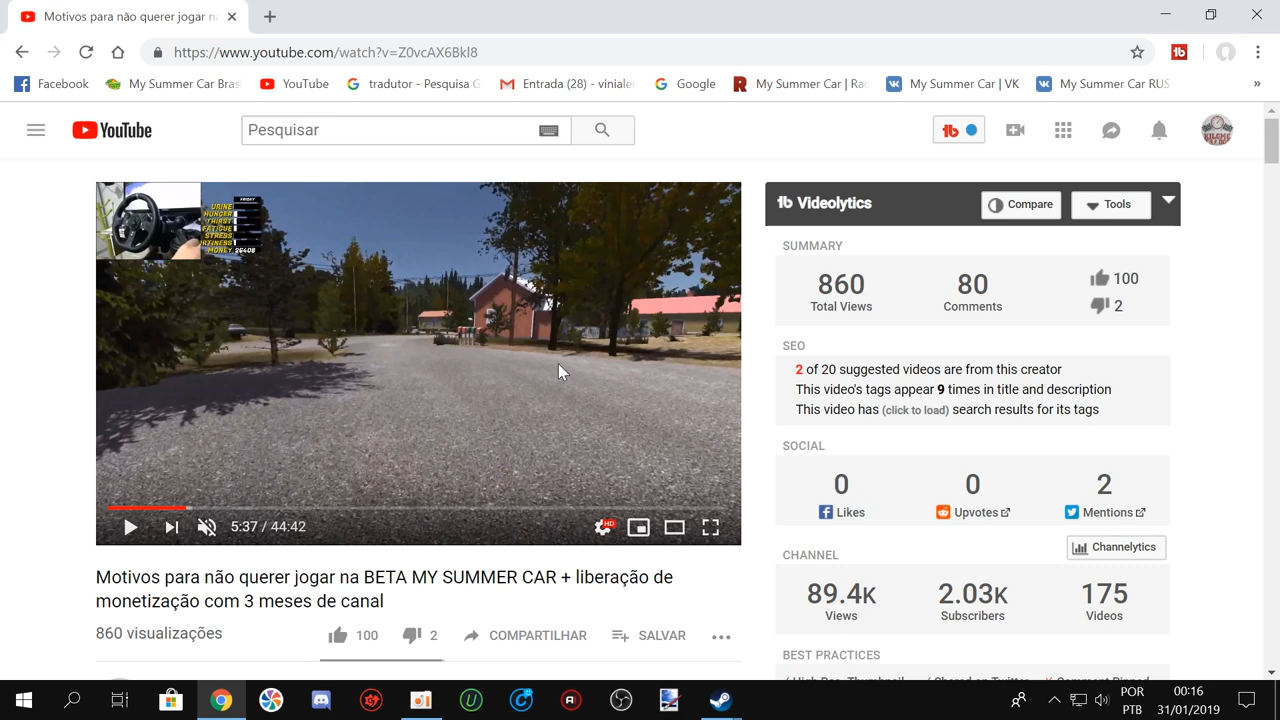 Motivos para não querer jogar n
https://www.youtube.com/watch?v=Z0vcAX6Bkl8
Facebook
My Summer Car Bras
YouTube
tradutor - Pesquisa G
Entrada (28) - viniale
Google
My Summer Car | Ra
My Summer Car | VK
My Summer Car RUS
»
YouTube
Pesquisar
FRIDAY
URINE
HUNGER
THIRST
FATIGUE
STRESS
IRTINESS
MONEY 26408
5:37 / 44:42
HD
Motivos para não querer jogar na BETA MY SUMMER CAR + liberação de
monetização com 3 meses de canal
860 visualizações
100
2
COMPARTILHAR
SALVAR
Videolytics
Compare
Tools
SUMMARY
860
Total Views
80
Comments
100
2
SEO
2 of 20 suggested videos are from this creator
This video's tags appear 9 times in title and description
This video has (click to load) search results for its tags
SOCIAL
0
Likes
0
Upvotes
2
Mentions
Channelytics
CHANNEL
89.4K
Views
2.03K
Subscribers
175
Videos
BEST PRACTICES
POR
PTB
00:16
31/01/2019